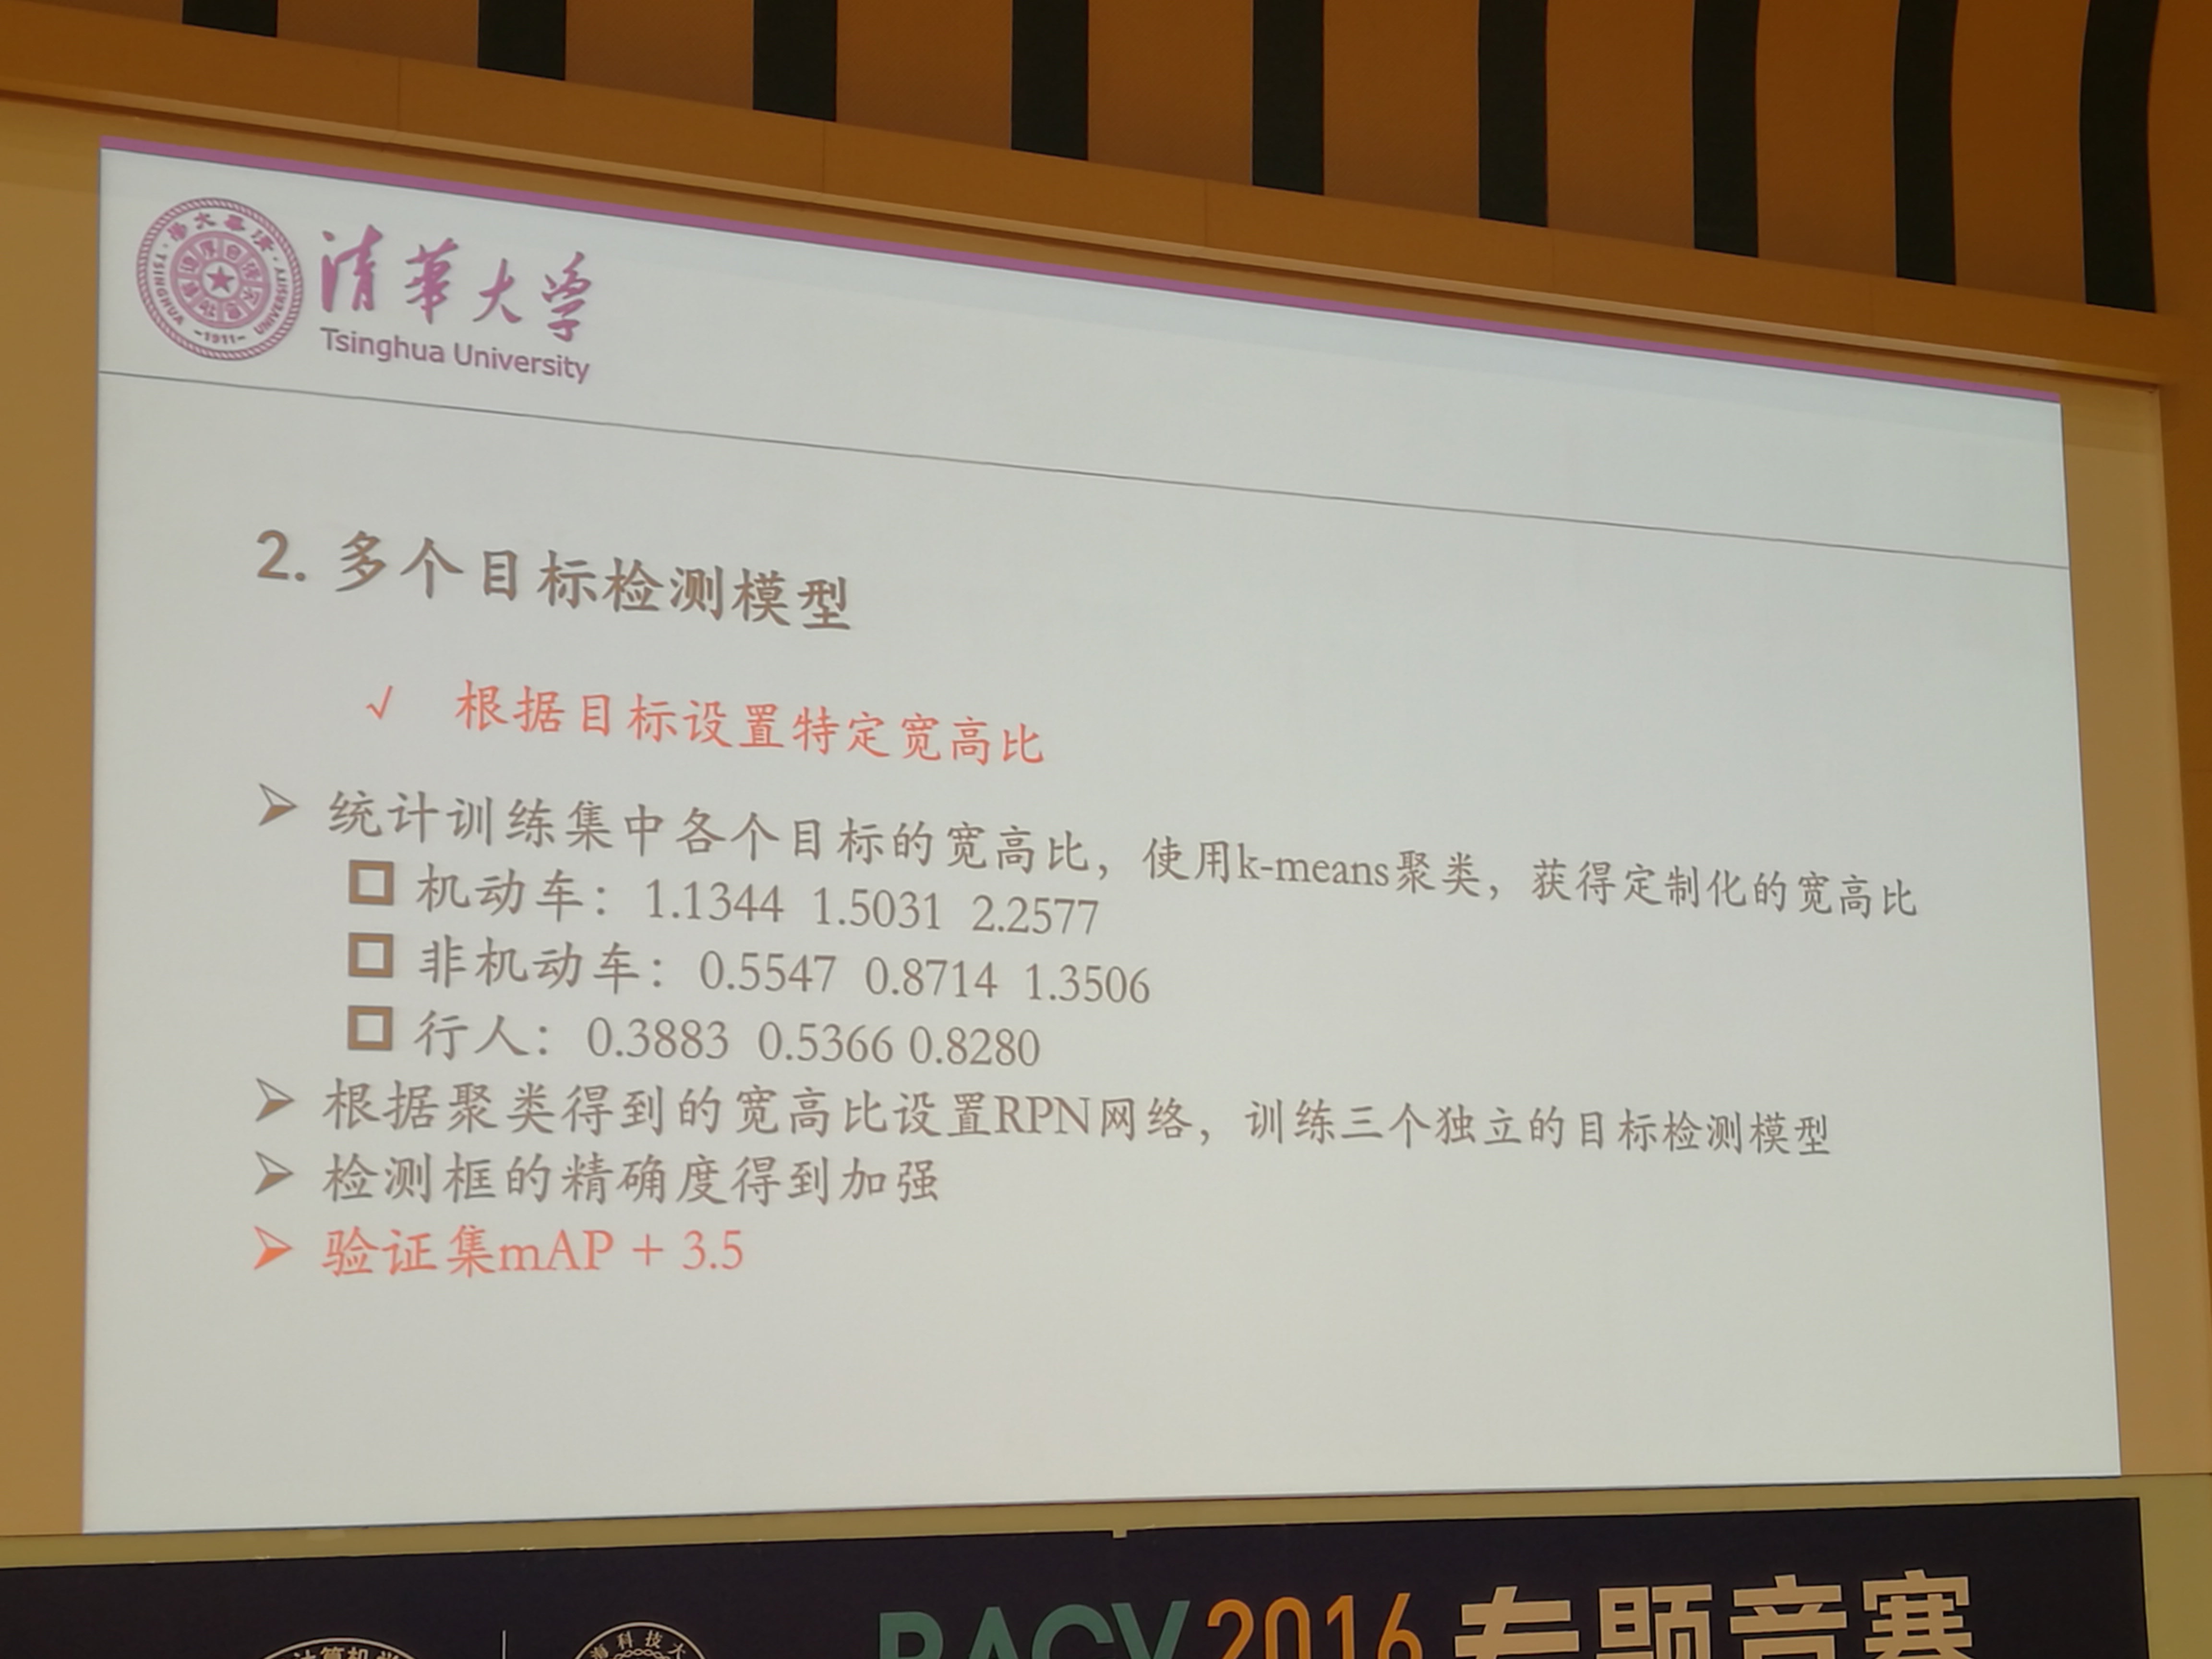 清華大学
Tsinghua University
TSINGHUA UNIVERSITY
-1911-
2. 多个目标检测模型
√ 根据目标设置特定宽高比
➢ 统计训练集中各个目标的宽高比，使用k-means聚类，获得定制化的宽高比
机动车：1.1344 1.5031 2.2577
非机动车：0.5547 0.8714 1.3506
行人：0.3883 0.5366 0.8280
➢ 根据聚类得到的宽高比设置RPN网络，训练三个独立的目标检测模型
➢ 检测框的精确度得到加强
➢ 验证集mAP + 3.5
2016 专题竞赛